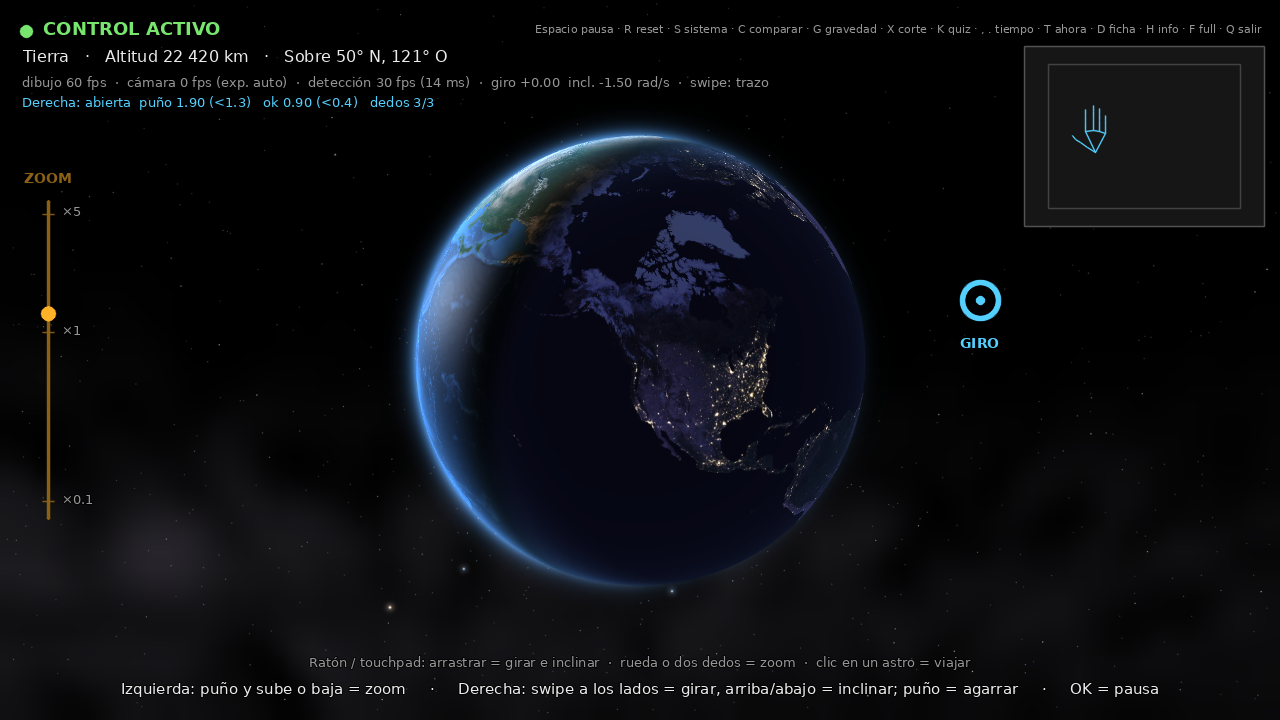 CONTROL ACTIVO
Espacio pausa · R reset · S sistema · C comparar · G gravedad · X corte · K quiz · , . tiempo · T ahora · D ficha · H info · F full · Q salir
Tierra · Altitud 22 420 km · Sobre 50° N, 121° O
dibujo 60 fps · cámara 0 fps (exp. auto) · detección 30 fps (14 ms) · giro +0.00 incl. -1.50 rad/s · swipe: trazo
Derecha: abierta puño 1.90 (<1.3) ok 0.90 (<0.4) dedos 3/3
ZOOM
×5
×1
×0.1
GIRO
Ratón / touchpad: arrastrar = girar e inclinar · rueda o dos dedos = zoom · clic en un astro = viajar
Izquierda: puño y sube o baja = zoom · Derecha: swipe a los lados = girar, arriba/abajo = inclinar; puño = agarrar · OK = pausa